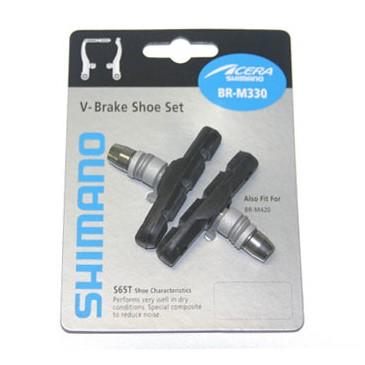 ACERA
SHIMANO
BR-M330
V-Brake Shoe Set
SHIMANO
Also Fit For
BR-M420
S65T Shoe Characteristics
Performs very well in dry
conditions. Special composite
to reduce noise.